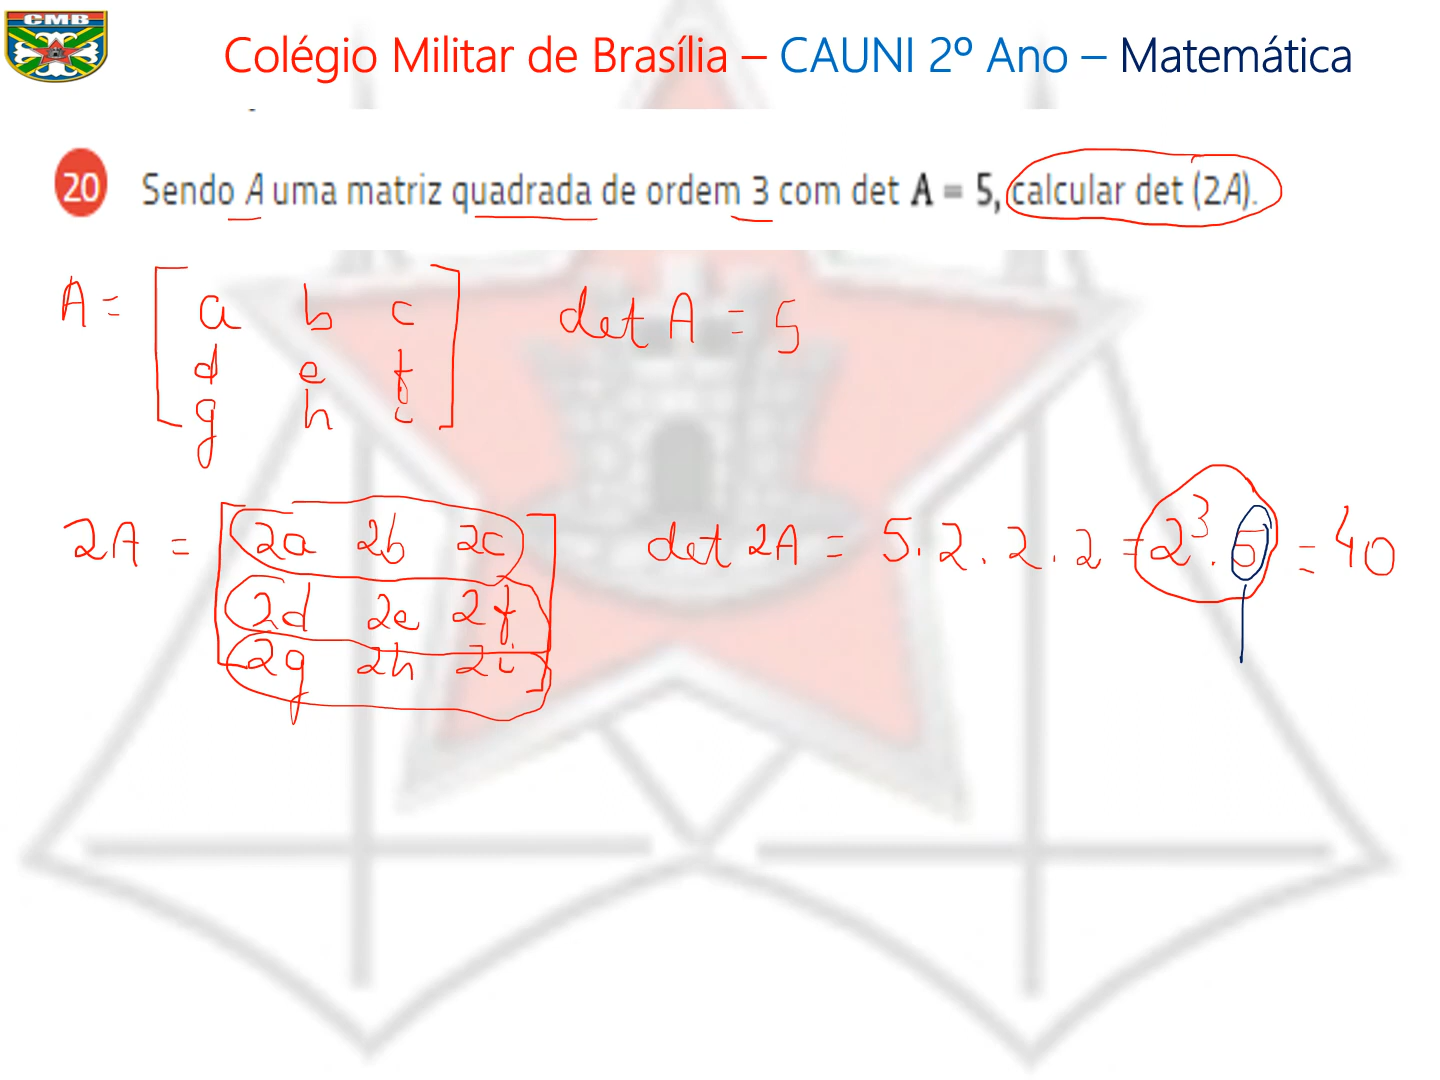 CMB
Colégio Militar de Brasília – CAUNI 2º Ano – Matemática
20 Sendo A uma matriz quadrada de ordem 3 com det A = 5, calcular det (2A).
A = [ a b c
d e f
g h i ]
det A = 5
2A = [ 2a 2b 2c
2d 2e 2f
2g 2h 2i ]
det 2A = 5 . 2 . 2 . 2 = 2³ . 5 = 40